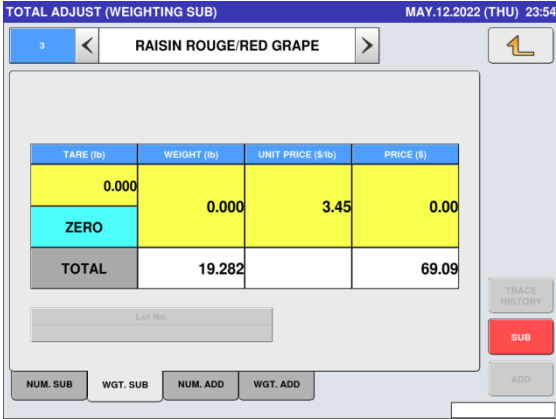 TOTAL ADJUST (WEIGHTING SUB) MAY.12.2022 (THU) 23:54
3 RAISIN ROUGE/RED GRAPE
TARE (lb) WEIGHT (lb) UNIT PRICE ($/lb) PRICE ($)
0.000
0.000 3.45 0.00
ZERO
TOTAL 19.282 69.09
TRACE
HISTORY
Lot No.
SUB
ADD
NUM. SUB WGT. SUB NUM. ADD WGT. ADD